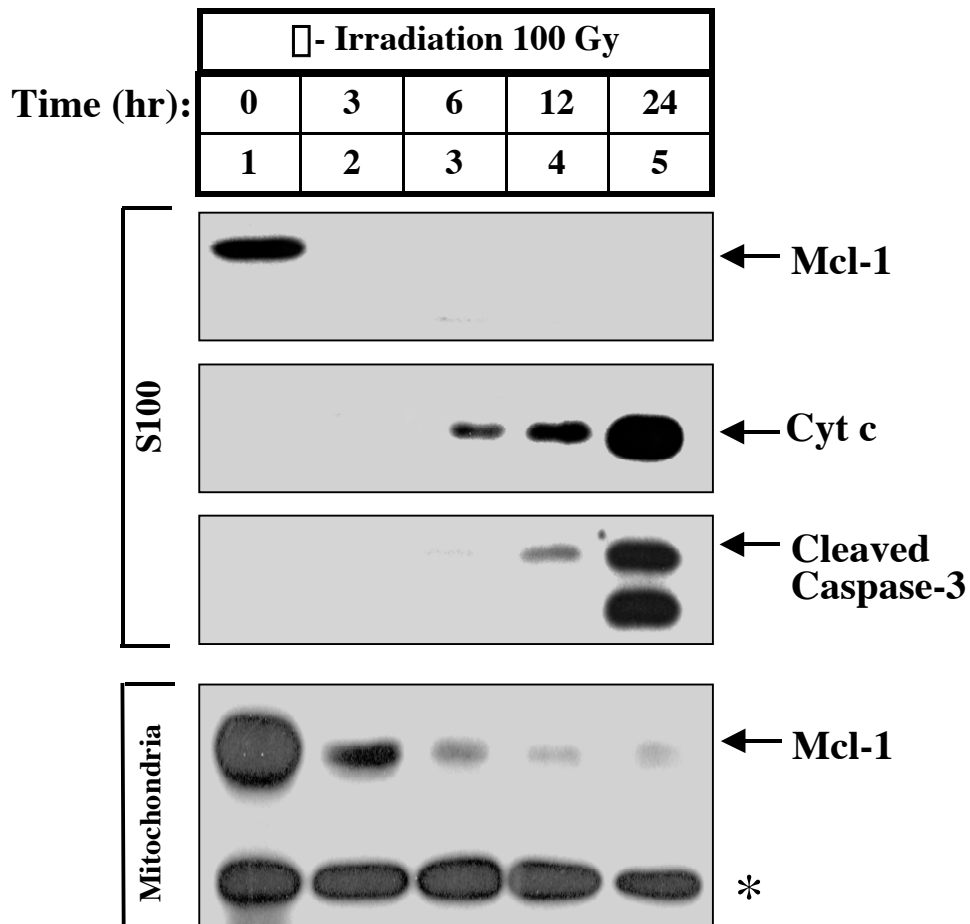 ▯- Irradiation 100 Gy
Time (hr): 0 3 6 12 24
1 2 3 4 5
S100
Mcl-1
Cyt c
Cleaved
Caspase-3
Mitochondria
Mcl-1
*